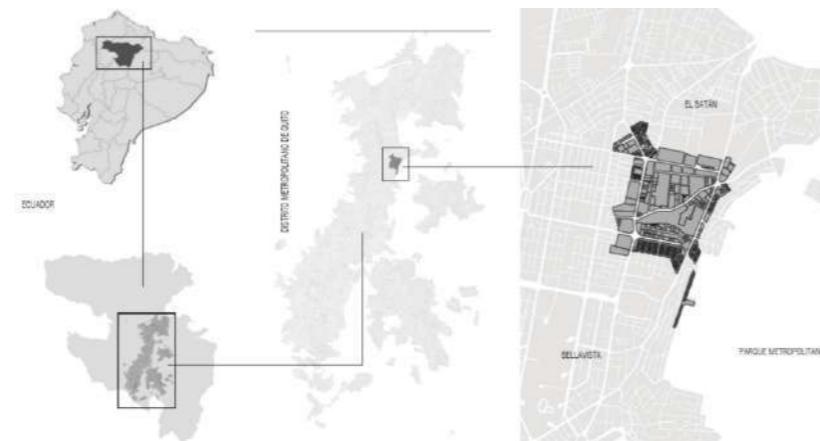 ECUADOR
DISTRITO METROPOLITANO DE QUITO
EL BATÁN
BELLAVISTA
PARQUE METROPOLITAN